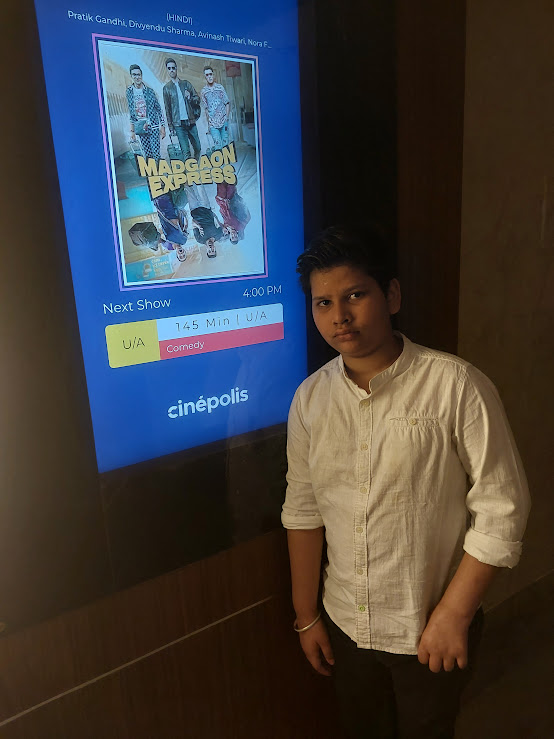 (HINDI)
Pratik Gandhi, Divyendu Sharma, Avinash Tiwari, Nora F...
MADGAON
EXPRESS
Next Show 4:00 PM
U/A 145 Min | U/A
Comedy
cinépolis